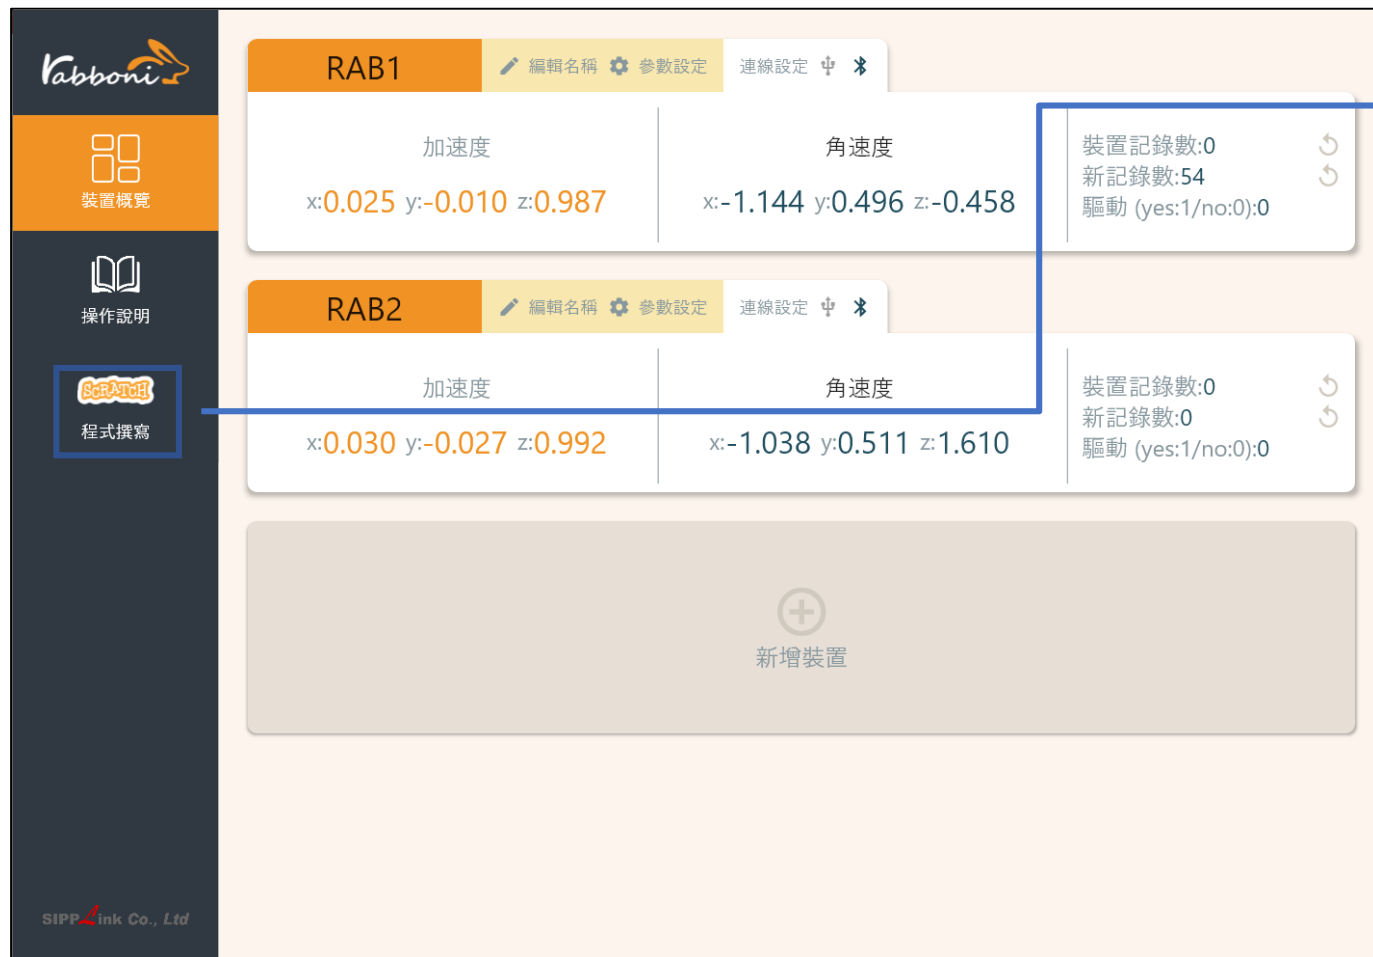 rabboni
裝置概覽
操作說明
SCRATCH
程式撰寫
SIPPLink Co., Ltd
RAB1 編輯名稱 參數設定 連線設定
加速度 角速度
x:0.025 y:-0.010 z:0.987 x:-1.144 y:0.496 z:-0.458
裝置記錄數:0
新記錄數:54
驅動 (yes:1/no:0):0
RAB2 編輯名稱 參數設定 連線設定
加速度 角速度
x:0.030 y:-0.027 z:0.992 x:-1.038 y:0.511 z:1.610
裝置記錄數:0
新記錄數:0
驅動 (yes:1/no:0):0
新增裝置